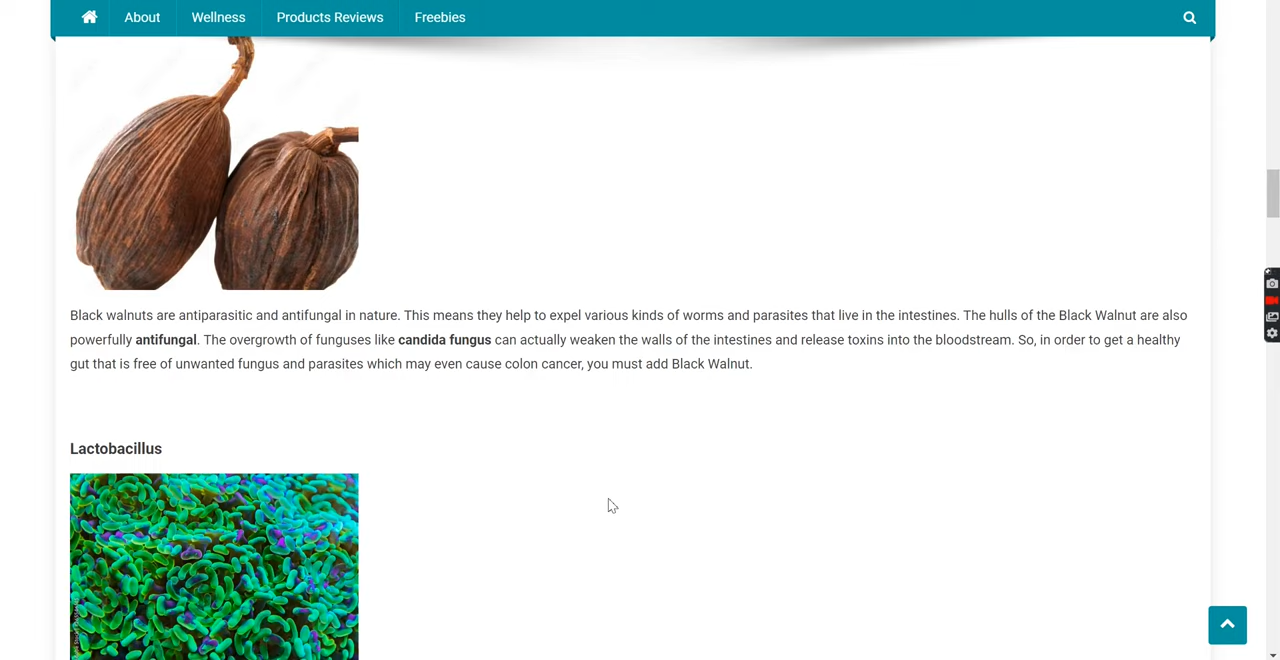 About Wellness Products Reviews Freebies
Black walnuts are antiparasitic and antifungal in nature. This means they help to expel various kinds of worms and parasites that live in the intestines. The hulls of the Black Walnut are also
powerfully antifungal. The overgrowth of funguses like candida fungus can actually weaken the walls of the intestines and release toxins into the bloodstream. So, in order to get a healthy
gut that is free of unwanted fungus and parasites which may even cause colon cancer, you must add Black Walnut.
Lactobacillus